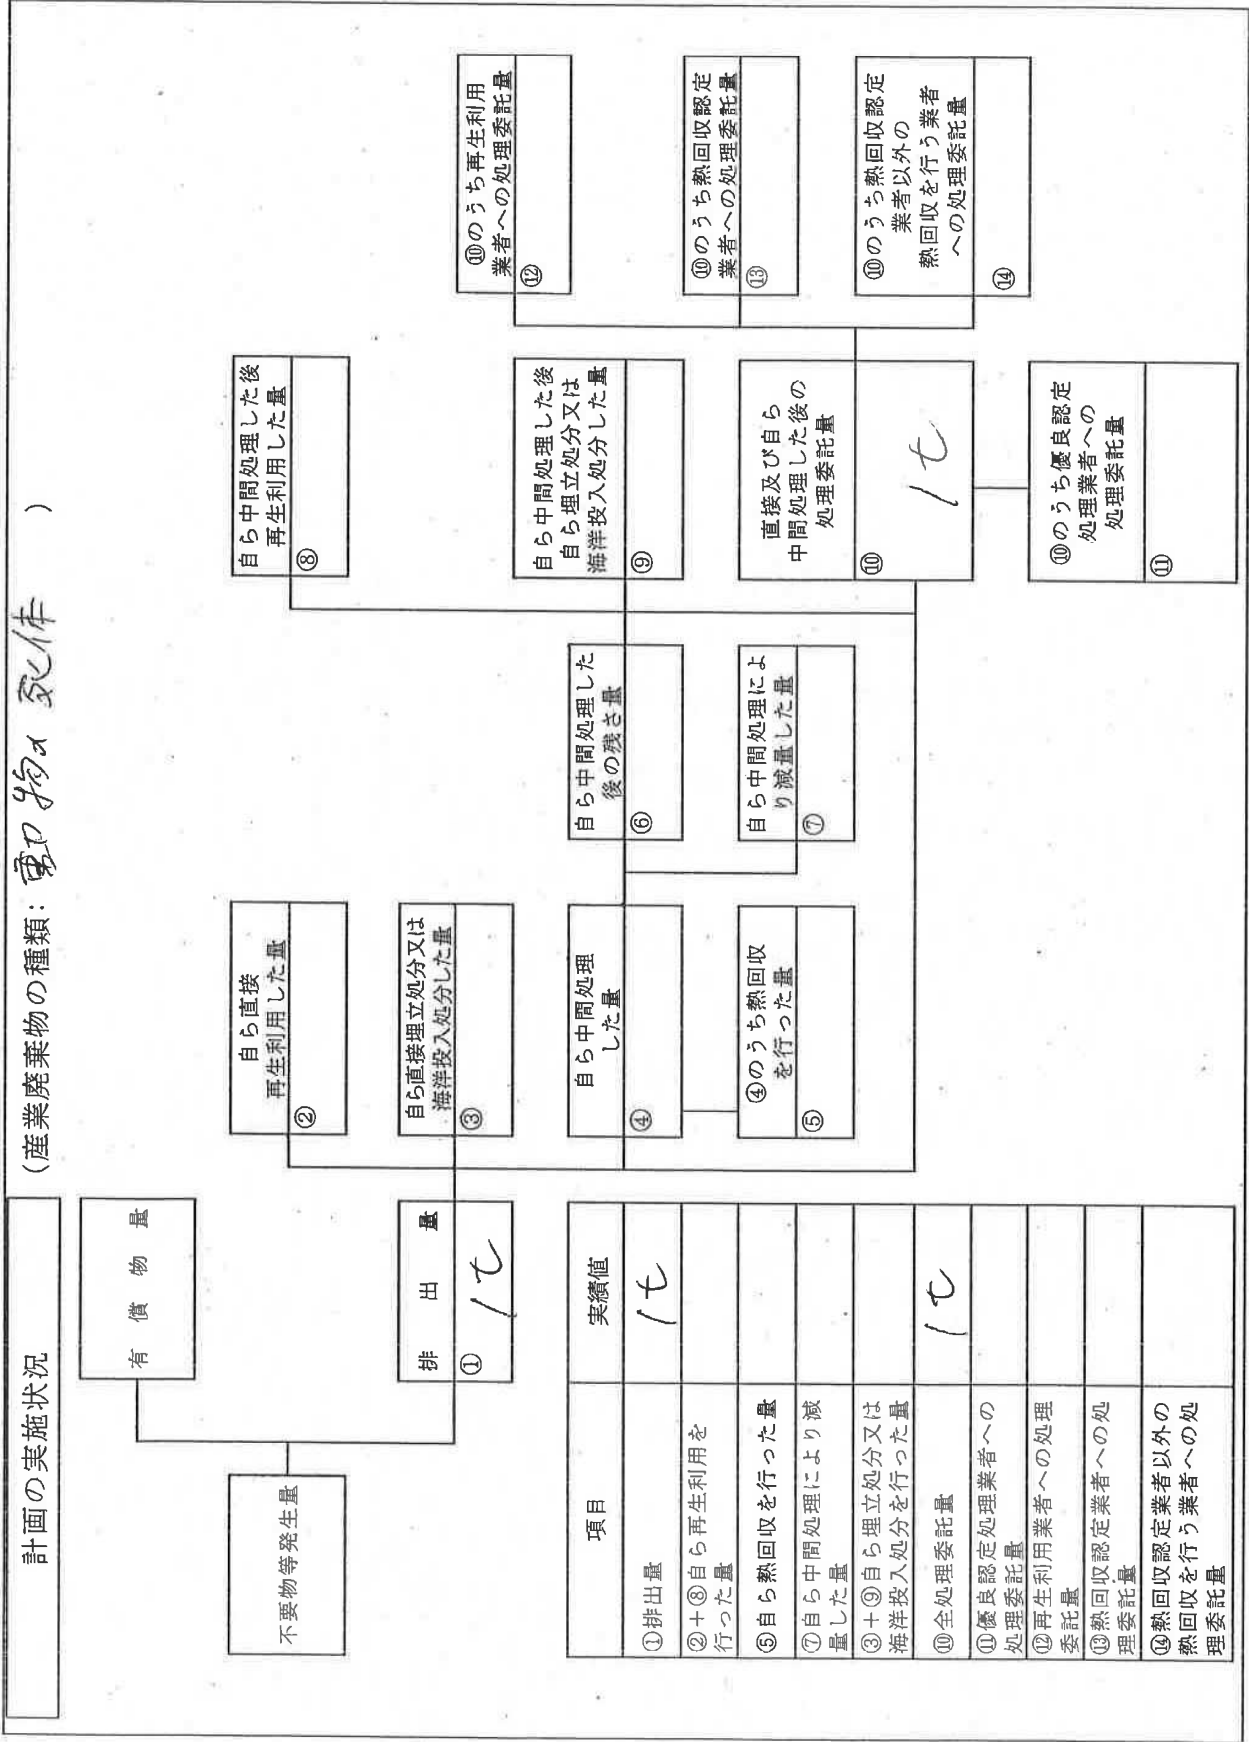 計画の実施状況
（産業廃棄物の種類：動物の死体　）
有償物量
不要物等発生量
排出量
① 1t
自ら直接
再生利用した量
②
自ら直接埋立処分又は
海洋投入処分した量
③
自ら中間処理
した量
④
④のうち熱回収
を行った量
⑤
自ら中間処理した
後の残さ量
⑥
自ら中間処理によ
り減量した量
⑦
自ら中間処理した後
再生利用した量
⑧
自ら中間処理した後
自ら埋立処分又は
海洋投入処分した量
⑨
直接及び自ら
中間処理した後の
処理委託量
⑩ 1t
⑩のうち優良認定
処理業者への
処理委託量
⑪
⑩のうち再生利用
業者への処理委託量
⑫
⑩のうち熱回収認定
業者への処理委託量
⑬
⑩のうち熱回収認定
業者以外の
熱回収を行う業者
への処理委託量
⑭
項目 実績値
①排出量 1t
②＋⑧自ら再生利用を
行った量
⑤自ら熱回収を行った量
⑦自ら中間処理により減
量した量
③＋⑨自ら埋立処分又は
海洋投入処分を行った量
⑩全処理委託量 1t
⑪優良認定処理業者への
処理委託量
⑫再生利用業者への処理
委託量
⑬熱回収認定業者への処
理委託量
⑭熱回収認定業者以外の
熱回収を行う業者への処
理委託量